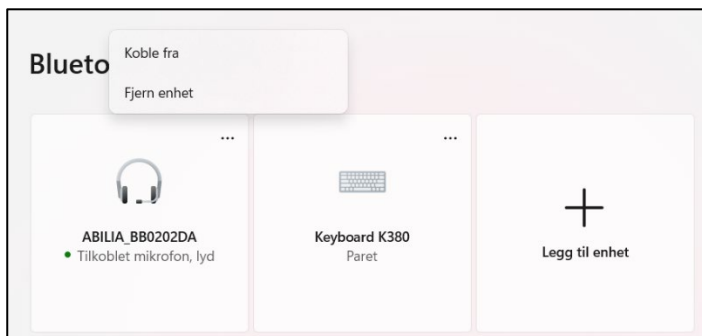 Blueto
Koble fra
Fjern enhet
...
...
ABILIA_BB0202DA
Tilkoblet mikrofon, lyd
Keyboard K380
Paret
Legg til enhet